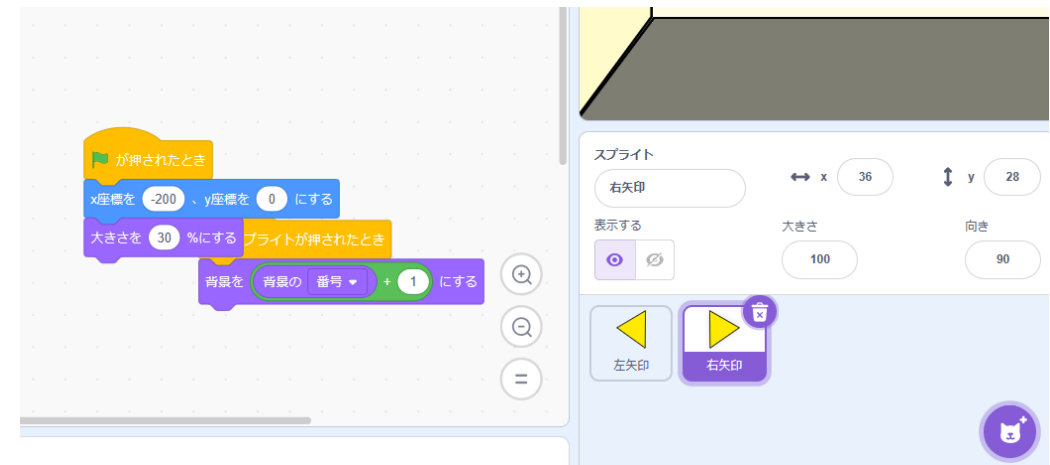 が押されたとき
x座標を -200 、y座標を 0 にする
大きさを 30 %にする
プライトが押されたとき
背景を 背景の 番号 + 1 にする
スプライト
右矢印
x 36
y 28
表示する
大きさ
100
向き
90
左矢印
右矢印